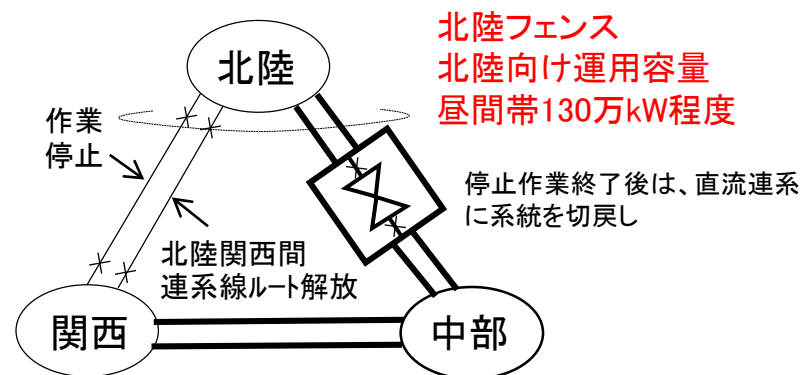 北陸フェンス
北陸向け運用容量
昼間帯130万kW程度
北陸
作業
停止
停止作業終了後は、直流連系
に系統を切戻し
北陸関西間
連系線ルート解放
関西
中部